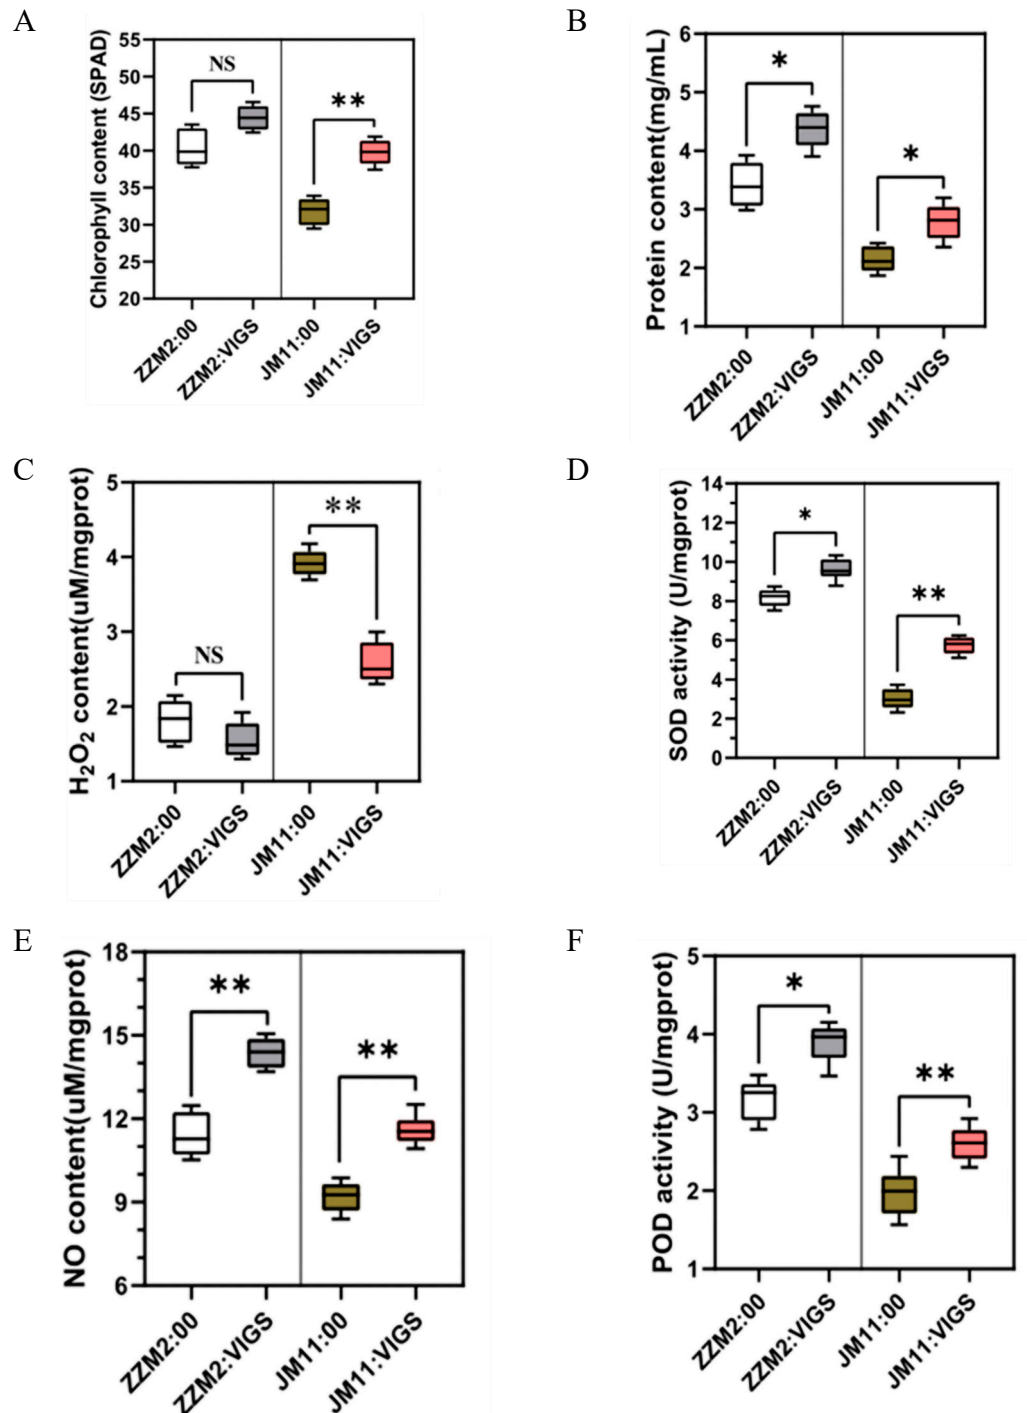 A
Chlorophyll content (SPAD)
55
50
45
40
35
30
25
20
NS
**
ZZM2:00
ZZM2:VIGS
JM11:00
JM11:VIGS
B
Protein content(mg/mL)
6
5
4
3
2
1
*
*
ZZM2:00
ZZM2:VIGS
JM11:00
JM11:VIGS
C
H₂O₂ content(uM/mgprot)
5
4
3
2
1
NS
**
ZZM2:00
ZZM2:VIGS
JM11:00
JM11:VIGS
D
SOD activity (U/mgprot)
14
12
10
8
6
4
2
0
*
**
ZZM2:00
ZZM2:VIGS
JM11:00
JM11:VIGS
E
NO content(uM/mgprot)
18
15
12
9
6
**
**
ZZM2:00
ZZM2:VIGS
JM11:00
JM11:VIGS
F
POD activity (U/mgprot)
5
4
3
2
1
*
**
ZZM2:00
ZZM2:VIGS
JM11:00
JM11:VIGS